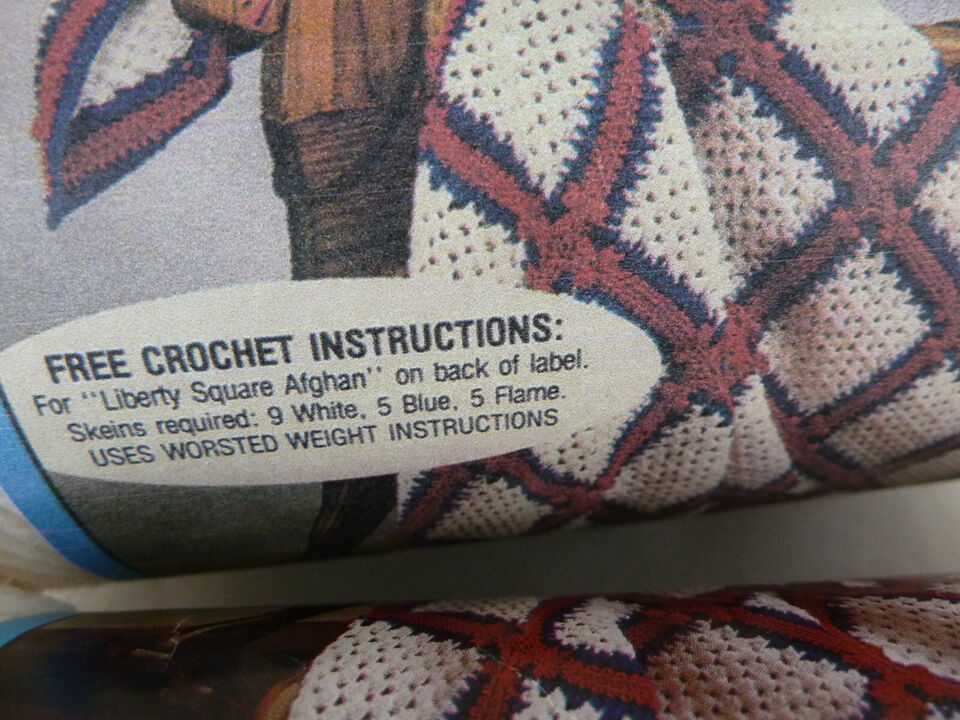 FREE CROCHET INSTRUCTIONS:
For "Liberty Square Afghan" on back of label.
Skeins required: 9 White, 5 Blue, 5 Flame.
USES WORSTED WEIGHT INSTRUCTIONS